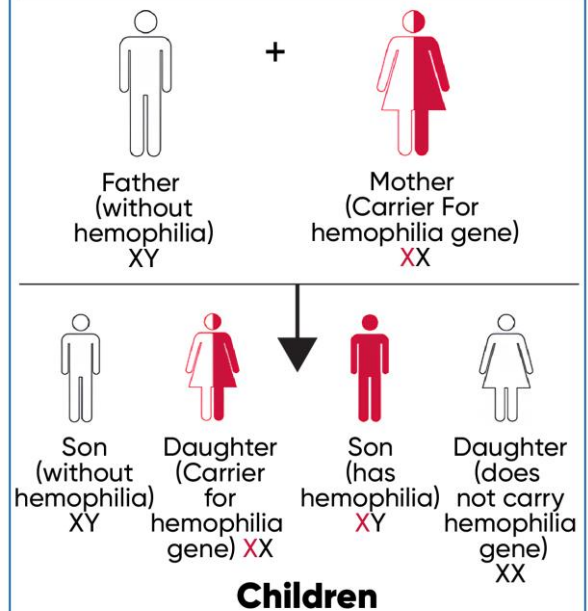 +
Father
(without
hemophilia)
XY
Mother
(Carrier For
hemophilia gene)
XX
Son
(without
hemophilia)
XY
Daughter
(Carrier
for
hemophilia
gene) XX
Son
(has
hemophilia)
XY
Daughter
(does
not carry
hemophilia
gene)
XX
Children